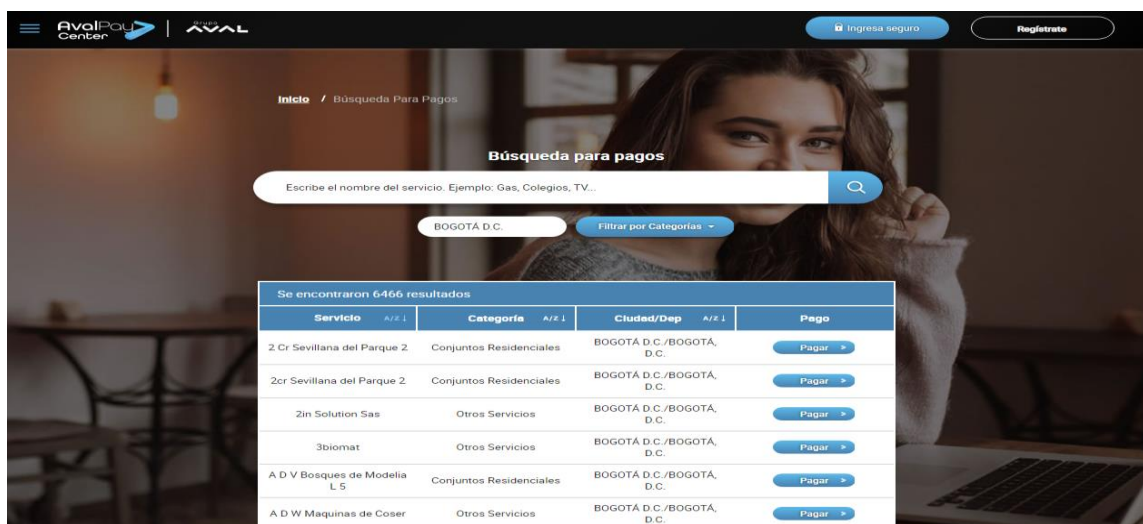 AvalPay
Center
Grupo
AVAL
Ingresa seguro
Regístrate
Inicio / Búsqueda Para Pagos
Búsqueda para pagos
Escribe el nombre del servicio. Ejemplo: Gas, Colegios, TV...
BOGOTÁ D.C.
Filtrar por Categorías
Se encontraron 6466 resultados
Servicio A/Z↓ Categoría A/Z↓ Ciudad/Dep A/Z↓ Pago
2 Cr Sevillana del Parque 2 Conjuntos Residenciales BOGOTÁ D.C./BOGOTÁ,
D.C. Pagar >
2cr Sevillana del Parque 2 Conjuntos Residenciales BOGOTÁ D.C./BOGOTÁ,
D.C. Pagar >
2in Solution Sas Otros Servicios BOGOTÁ D.C./BOGOTÁ,
D.C. Pagar >
3biomat Otros Servicios BOGOTÁ D.C./BOGOTÁ,
D.C. Pagar >
A D V Bosques de Modelia
L 5 Conjuntos Residenciales BOGOTÁ D.C./BOGOTÁ,
D.C. Pagar >
A D W Maquinas de Coser Otros Servicios BOGOTÁ D.C./BOGOTÁ,
D.C. Pagar >